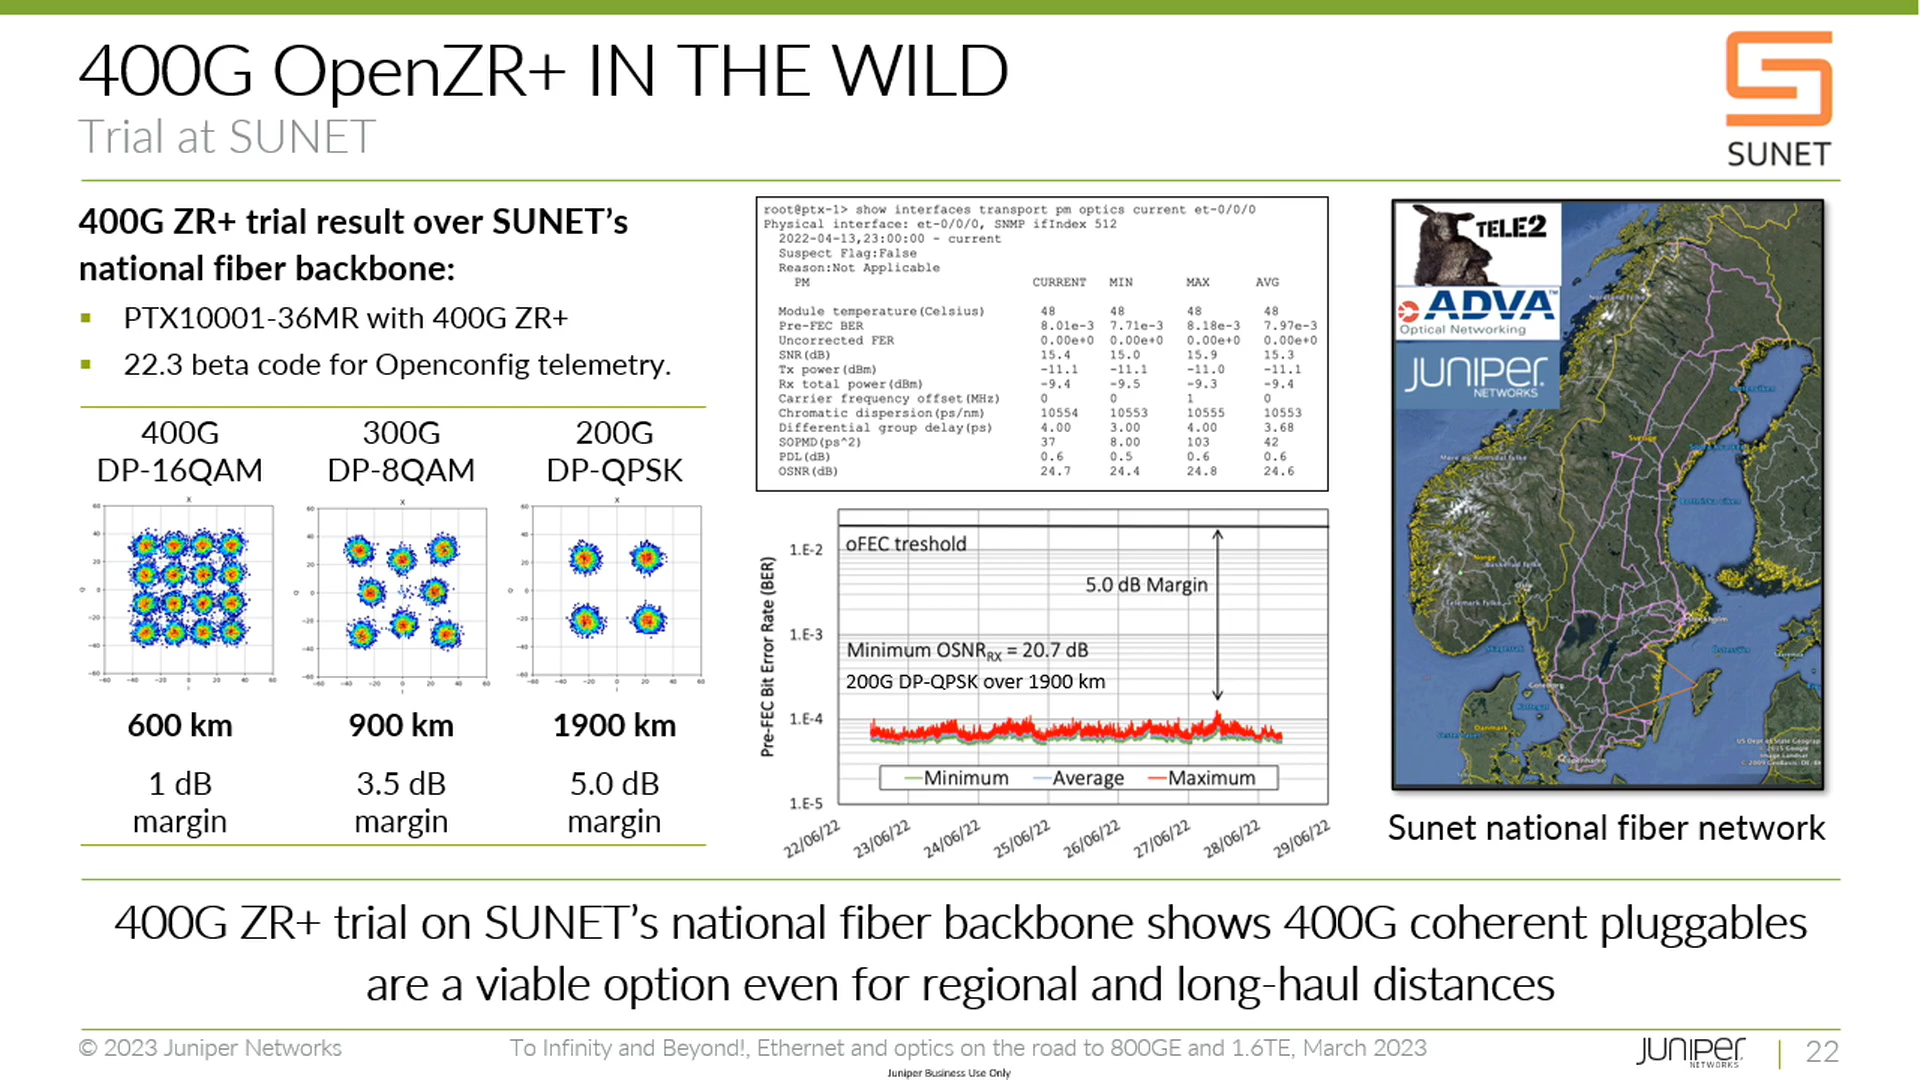 400G OpenZR+ IN THE WILD
Trial at SUNET
SUNET
400G ZR+ trial result over SUNET’s
national fiber backbone:
PTX10001-36MR with 400G ZR+
22.3 beta code for Openconfig telemetry.
400G
DP-16QAM
300G
DP-8QAM
200G
DP-QPSK
600 km
900 km
1900 km
1 dB
margin
3.5 dB
margin
5.0 dB
margin
root@ptx-1> show interfaces transport pm optics current et-0/0/0
Physical interface: et-0/0/0, SNMP ifIndex 512
2022-04-13,23:00:00 - current
Suspect Flag:False
Reason:Not Applicable
PM CURRENT MIN MAX AVG
Module temperature(Celsius) 48 48 48 48
Pre-FEC BER 8.01e-3 7.71e-3 8.18e-3 7.97e-3
Uncorrected FER 0.00e+0 0.00e+0 0.00e+0 0.00e+0
SNR(dB) 15.4 15.0 15.9 15.3
Tx power(dBm) -11.1 -11.1 -11.0 -11.1
Rx total power(dBm) -9.4 -9.5 -9.3 -9.4
Carrier frequency offset(MHz) 0 0 1 0
Chromatic dispersion(ps/nm) 10554 10553 10555 10553
Differential group delay(ps) 4.00 3.00 4.00 3.68
SOPMD(ps^2) 37 8.00 103 42
PDL(dB) 0.6 0.5 0.6 0.6
OSNR(dB) 24.7 24.4 24.8 24.6
Pre-FEC Bit Error Rate (BER)
1.E-2
1.E-3
1.E-4
1.E-5
oFEC treshold
5.0 dB Margin
Minimum OSNRRX = 20.7 dB
200G DP-QPSK over 1900 km
Minimum Average Maximum
22/06/22 23/06/22 24/06/22 25/06/22 26/06/22 27/06/22 28/06/22 29/06/22
TELE2
ADVA™
Optical Networking
JUNIPER
NETWORKS
Sunet national fiber network
400G ZR+ trial on SUNET’s national fiber backbone shows 400G coherent pluggables
are a viable option even for regional and long-haul distances
© 2023 Juniper Networks
To Infinity and Beyond!, Ethernet and optics on the road to 800GE and 1.6TE, March 2023
JUNIPER
NETWORKS
22
Juniper Business Use Only